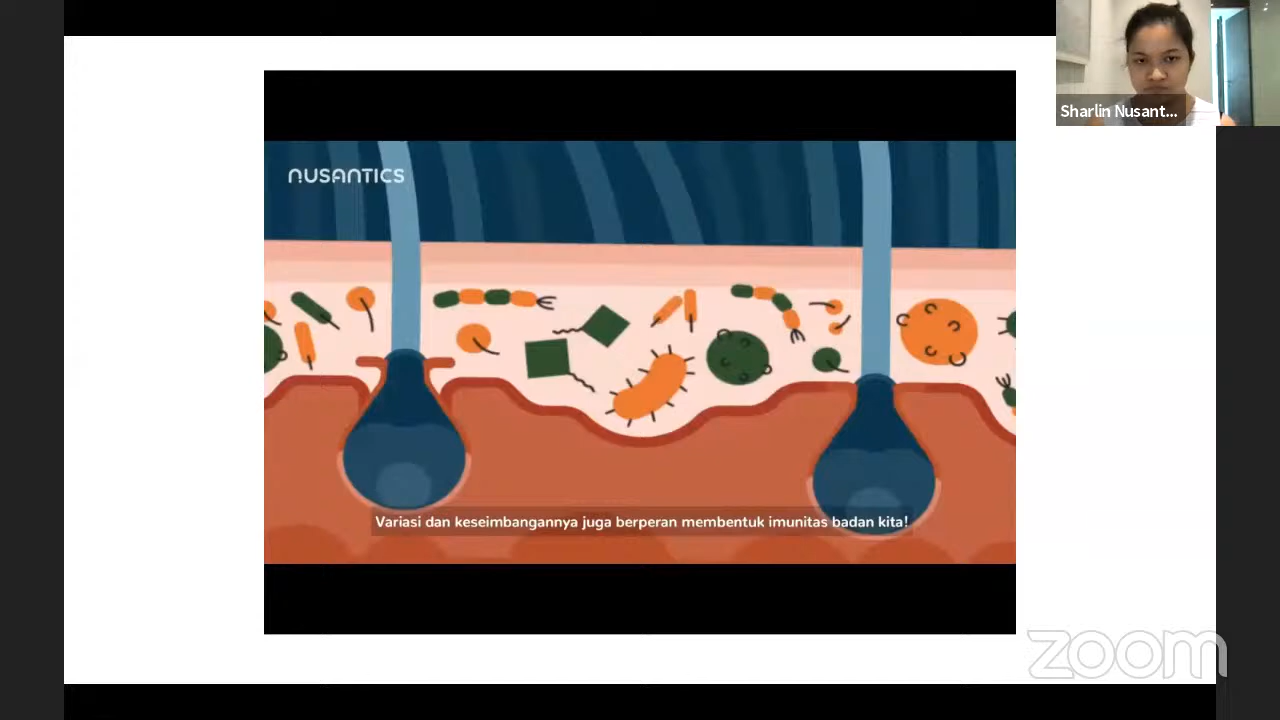 Sharlin Nusant...
NUSANTICS
Variasi dan keseimbangannya juga berperan membentuk imunitas badan kita!
zoom